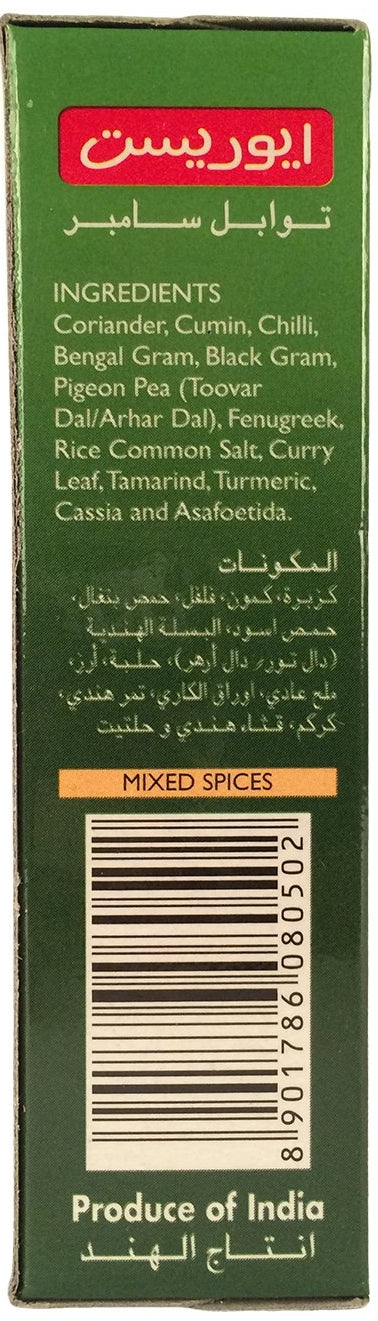 ايوريست
توابل سامبر
INGREDIENTS
Coriander, Cumin, Chilli,
Bengal Gram, Black Gram,
Pigeon Pea (Toovar
Dal/Arhar Dal), Fenugreek,
Rice Common Salt, Curry
Leaf, Tamarind, Turmeric,
Cassia and Asafoetida.
المكونات
كزبرة، كمون، فلفل، حمص بنغال،
حمص اسود، البسلة الهندية
(دال تور، دال أرهر)، حلبة، أرز،
ملح عادي، اوراق الكاري، تمر هندي،
كركم، قثاء هندي و حلتيت
MIXED SPICES
8 901786 080502
Produce of India
انتاج الهند